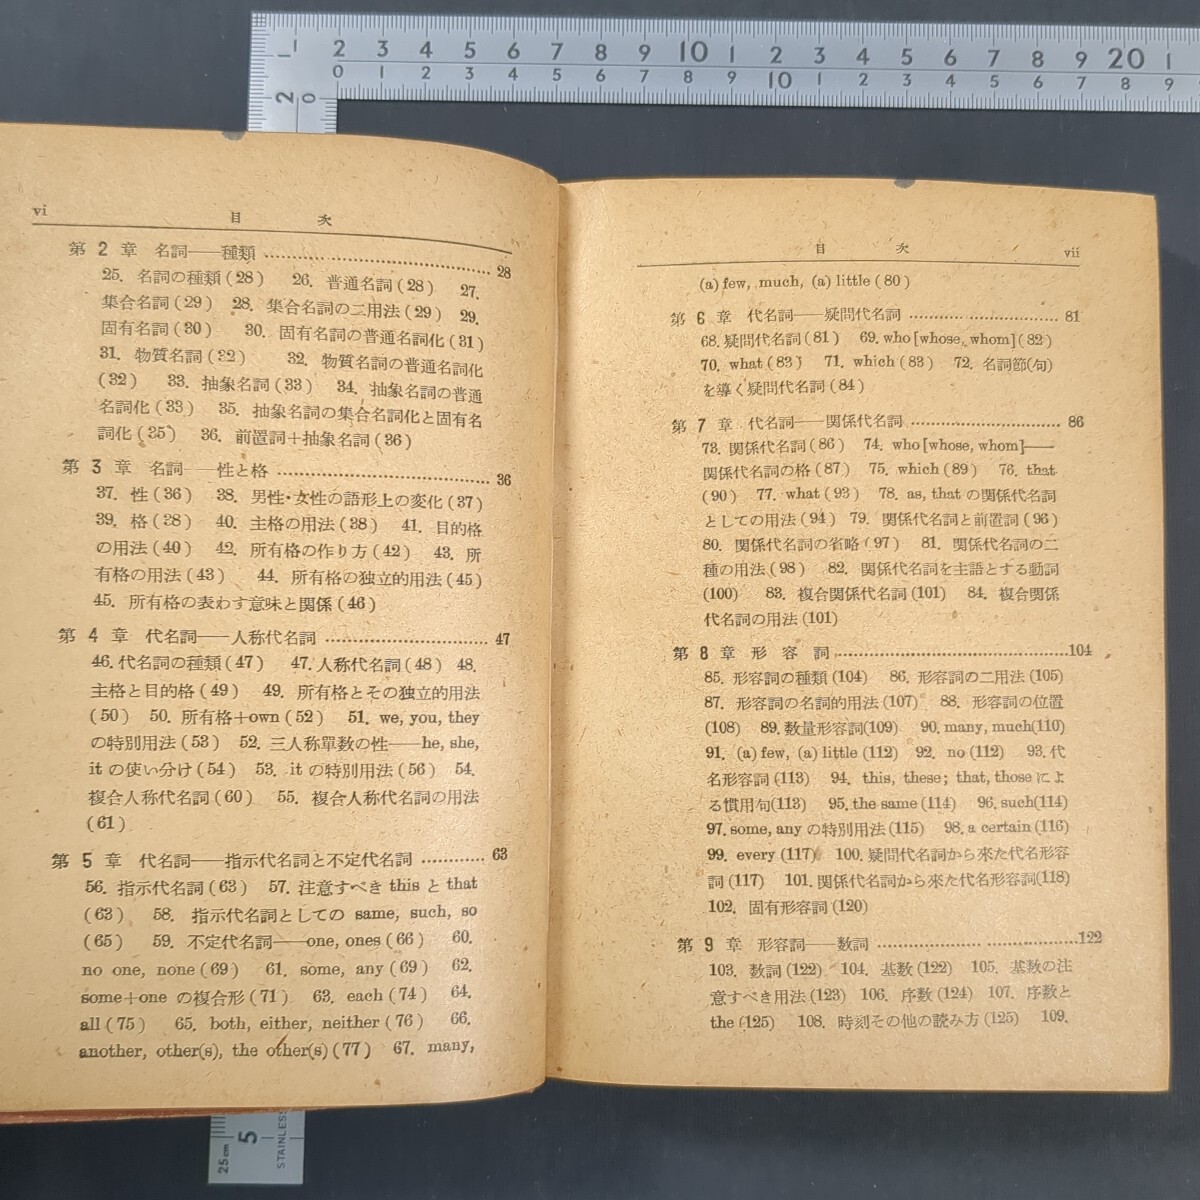 2 3 4 5 6 7 8 9 10 1 2 3 4 5 6 7 8 9 20 1
0 1 2 3 4 5 6 7 8 9 10 1 2 3 4 5 6 7 8 9
2 0
vi 目 次
第 2 章 名詞——種類 28
25. 名詞の種類(28) 26. 普通名詞(28) 27.
集合名詞(29) 28. 集合名詞の二用法(29) 29.
固有名詞(30) 30. 固有名詞の普通名詞化(31)
31. 物質名詞(32) 32. 物質名詞の普通名詞化
(32) 33. 抽象名詞(33) 34. 抽象名詞の普通
名詞化(33) 35. 抽象名詞の集合名詞化と固有名
詞化(35) 36. 前置詞+抽象名詞(36)
第 3 章 名詞——性と格 36
37. 性(36) 38. 男性・女性の語形上の変化(37)
39. 格(38) 40. 主格の用法(38) 41. 目的格
の用法(40) 42. 所有格の作り方(42) 43. 所
有格の用法(43) 44. 所有格の独立的用法(45)
45. 所有格の表わす意味と関係(46)
第 4 章 代名詞——人称代名詞 47
46. 代名詞の種類(47) 47. 人称代名詞(48) 48.
主格と目的格(49) 49. 所有格とその独立的用法
(50) 50. 所有格+own(52) 51. we, you, they
の特別用法(53) 52. 三人称單数の性——he, she,
it の使い分け(54) 53. it の特別用法(56) 54.
複合人称代名詞(60) 55. 複合人称代名詞の用法
(61)
第 5 章 代名詞——指示代名詞と不定代名詞 63
56. 指示代名詞(63) 57. 注意すべき this と that
(63) 58. 指示代名詞としての same, such, so
(65) 59. 不定代名詞——one, ones(66) 60.
no one, none(69) 61. some, any(69) 62.
some+one の複合形(71) 63. each(74) 64.
all(75) 65. both, either, neither(76) 66.
another, other(s), the other(s)(77) 67. many,
目 次 vii
(a) few, much, (a) little(80)
第 6 章 代名詞——疑問代名詞 81
68. 疑問代名詞(81) 69. who [whose, whom](82)
70. what(83) 71. which(83) 72. 名詞節(句)
を導く疑問代名詞(84)
第 7 章 代名詞——関係代名詞 86
73. 関係代名詞(86) 74. who [whose, whom]——
関係代名詞の格(87) 75. which(89) 76. that
(90) 77. what(93) 78. as, that の関係代名詞
としての用法(94) 79. 関係代名詞と前置詞(96)
80. 関係代名詞の省略(97) 81. 関係代名詞の二
種の用法(98) 82. 関係代名詞を主語とする動詞
(100) 83. 複合関係代名詞(101) 84. 複合関係
代名詞の用法(101)
第 8 章 形 容 詞 104
85. 形容詞の種類(104) 86. 形容詞の二用法(105)
87. 形容詞の名詞的用法(107) 88. 形容詞の位置
(108) 89. 数量形容詞(109) 90. many, much(110)
91. (a) few, (a) little(112) 92. no(112) 93. 代
名形容詞(113) 94. this, these; that, those によ
る慣用句(113) 95. the same(114) 96. such(114)
97. some, any の特別用法(115) 98. a certain(116)
99. every(117) 100. 疑問代名詞から來た代名形容
詞(117) 101. 関係代名詞から來た代名形容詞(118)
102. 固有形容詞(120)
第 9 章 形容詞——数詞 122
103. 数詞(122) 104. 基数(122) 105. 基数の注
意すべき用法(123) 106. 序数(124) 107. 序数と
the(125) 108. 時刻その他の読み方(125) 109.
25cm 5 STAINLESS